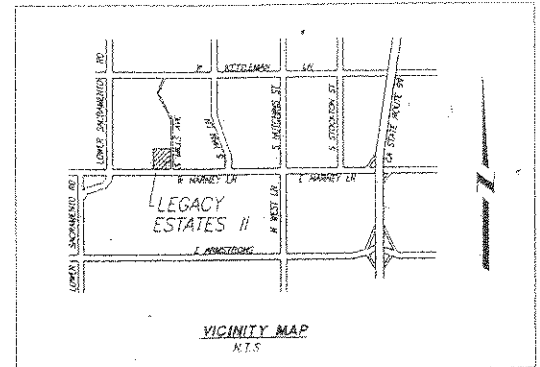 LOWER SACRAMENTO RD
W KETTLEMAN LN
S MILLS AVE
S HAM LN
S HUTCHINS ST
S STOCKTON ST
CA STATE ROUTE 99
W HARNEY LN
E HARNEY LN
LEGACY
ESTATES II
LOWER SACRAMENTO RD
N WEST LN
E ARMSTRONG
VICINITY MAP
N.T.S